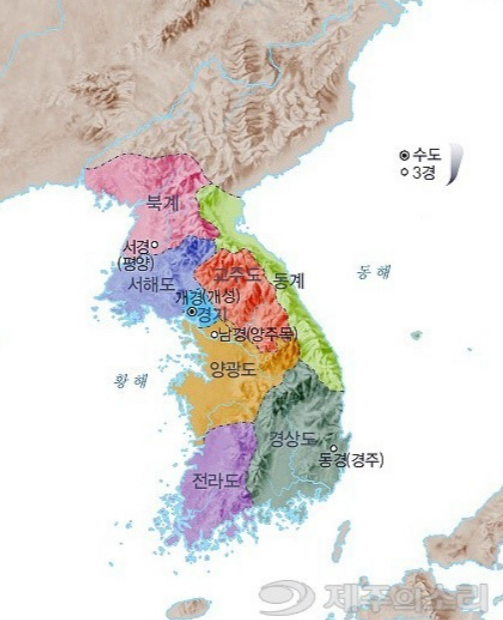 수도
3경
북계
서경
(평양)
서해도
교주도
동계
동해
개경(개성)
경기
남경(양주목)
황해
양광도
경상도
동경(경주)
전라도
제주의소리